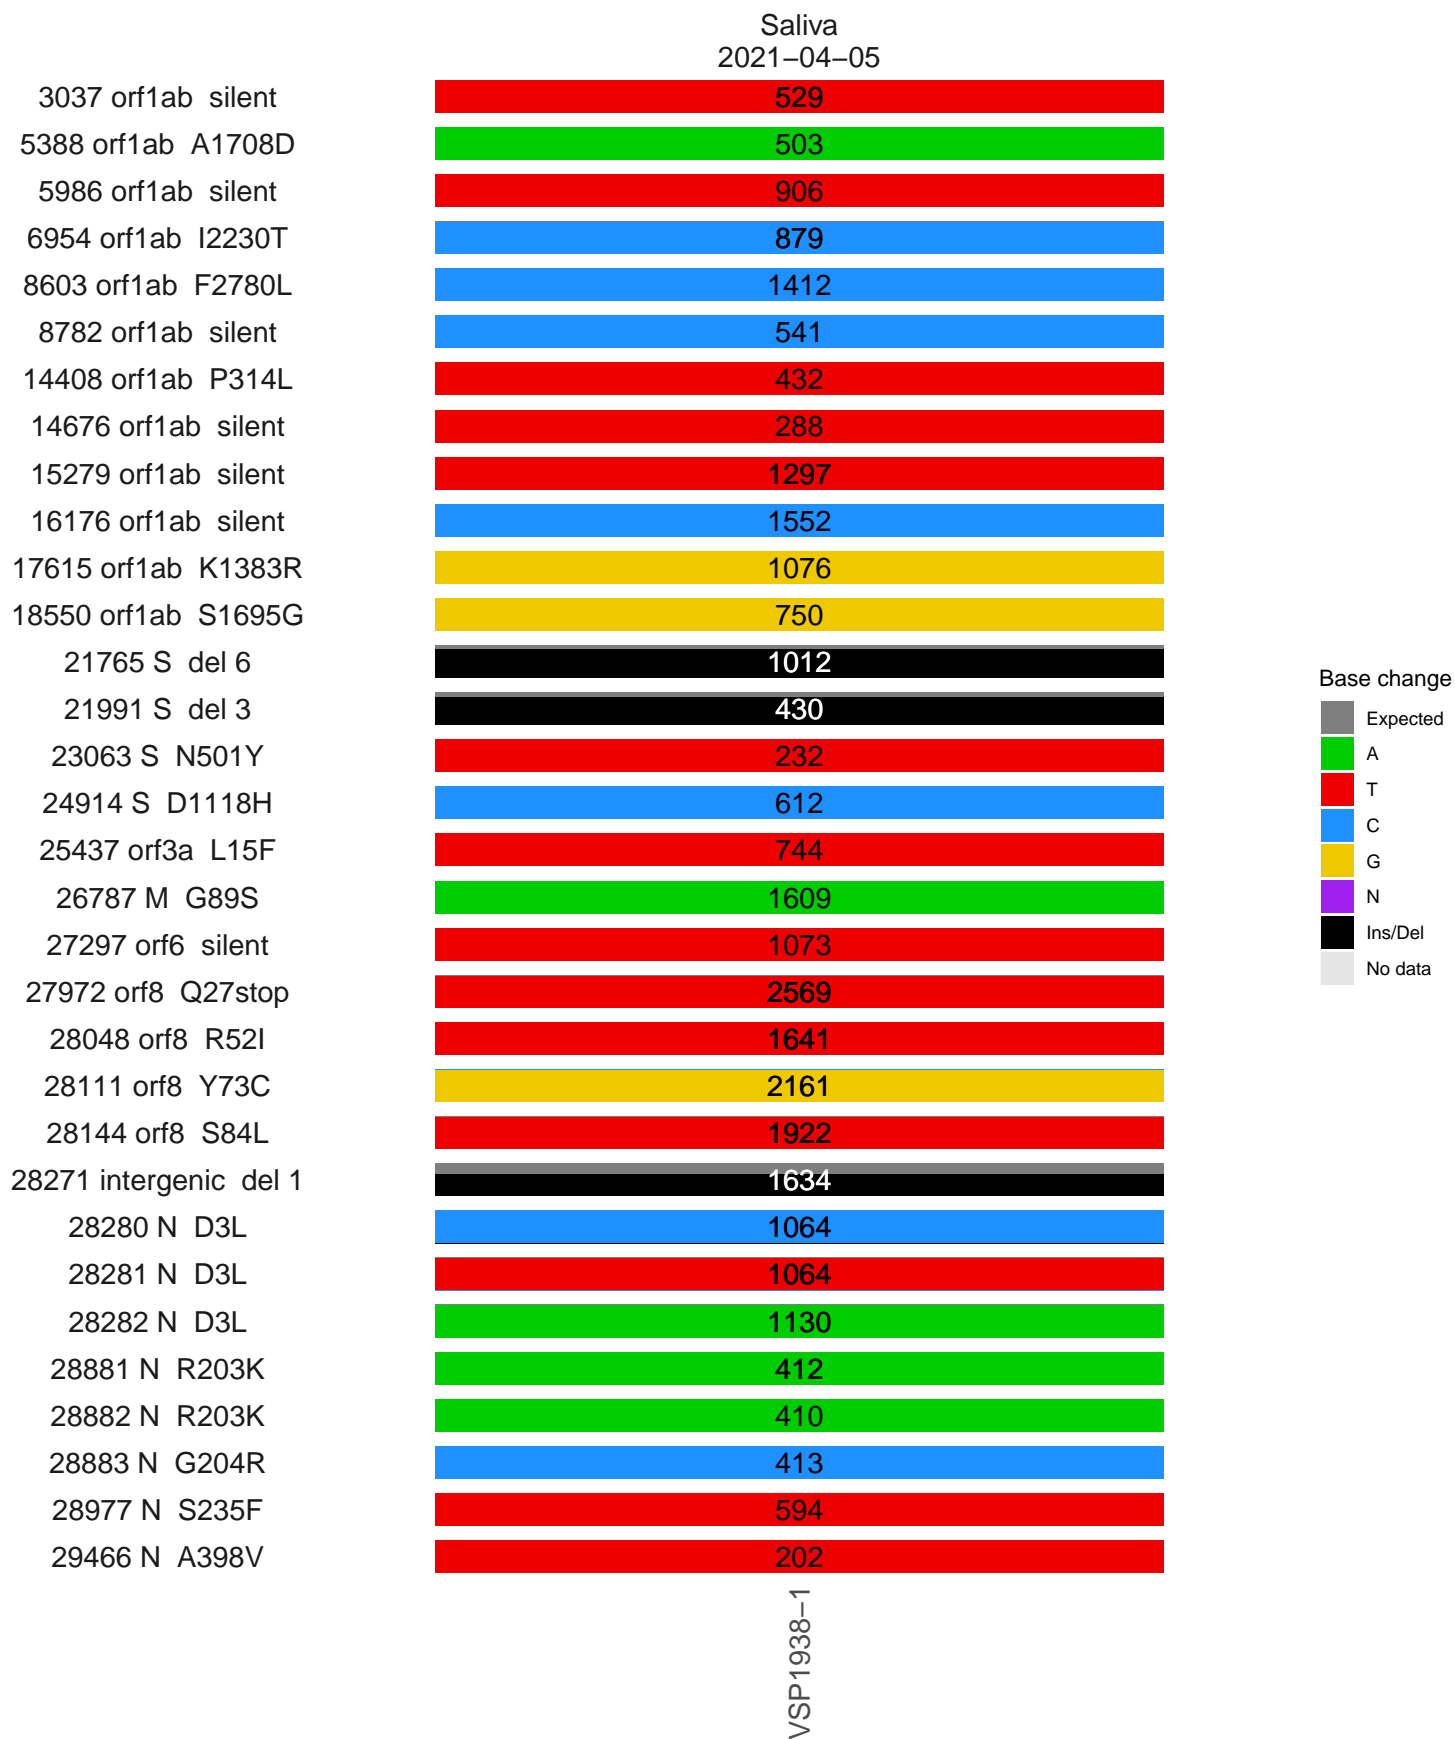 Saliva
2021−04−05
3037 orf1ab silent 529
5388 orf1ab A1708D 503
5986 orf1ab silent 906
6954 orf1ab I2230T 879
8603 orf1ab F2780L 1412
8782 orf1ab silent 541
14408 orf1ab P314L 432
14676 orf1ab silent 288
15279 orf1ab silent 1297
16176 orf1ab silent 1552
17615 orf1ab K1383R 1076
18550 orf1ab S1695G 750
21765 S del 6 1012
21991 S del 3 430
23063 S N501Y 232
24914 S D1118H 612
25437 orf3a L15F 744
26787 M G89S 1609
27297 orf6 silent 1073
27972 orf8 Q27stop 2569
28048 orf8 R52I 1641
28111 orf8 Y73C 2161
28144 orf8 S84L 1922
28271 intergenic del 1 1634
28280 N D3L 1064
28281 N D3L 1064
28282 N D3L 1130
28881 N R203K 412
28882 N R203K 410
28883 N G204R 413
28977 N S235F 594
29466 N A398V 202
VSP1938−1
Base change
Expected
A
T
C
G
N
Ins/Del
No data